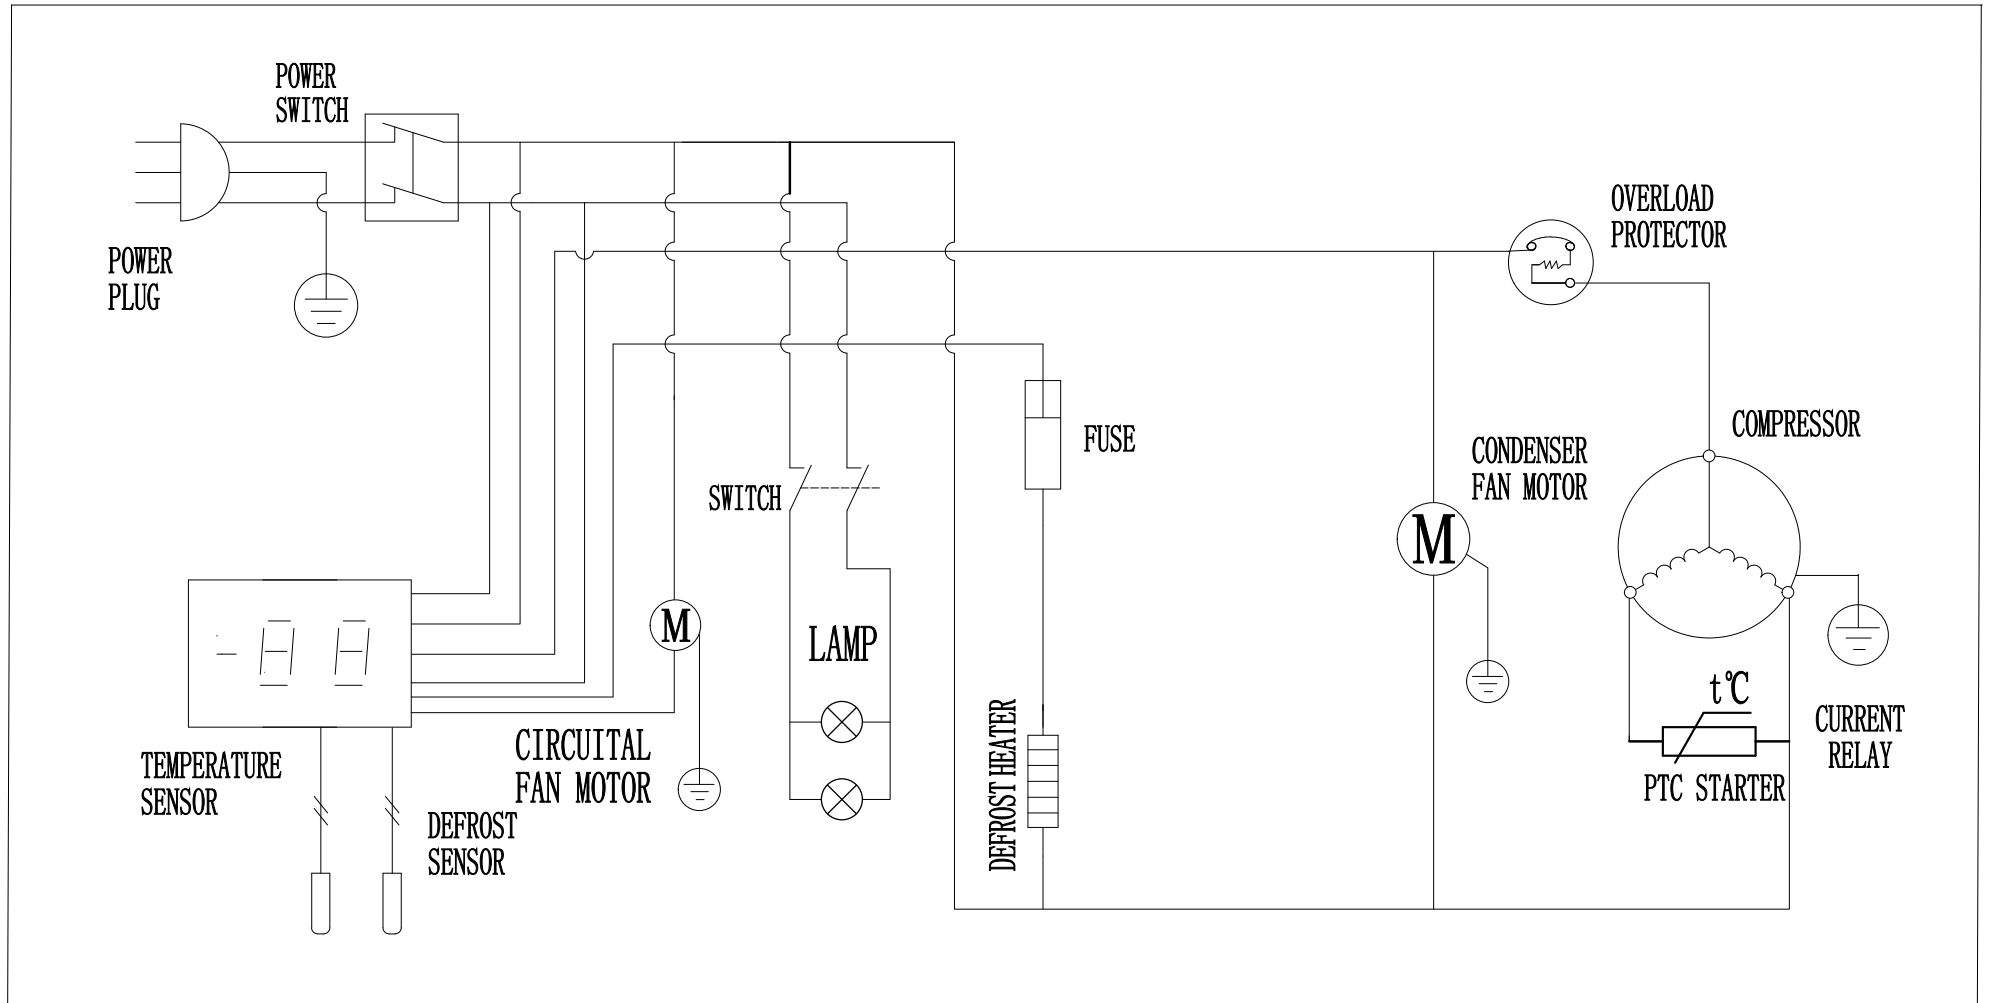 POWER
SWITCH
POWER
PLUG
OVERLOAD
PROTECTOR
COMPRESSOR
CONDENSER
FAN MOTOR
M
FUSE
SWITCH
M
LAMP
-88
t℃
PTC STARTER
CURRENT
RELAY
CIRCUITAL
FAN MOTOR
DEFROST HEATER
TEMPERATURE
SENSOR
DEFROST
SENSOR